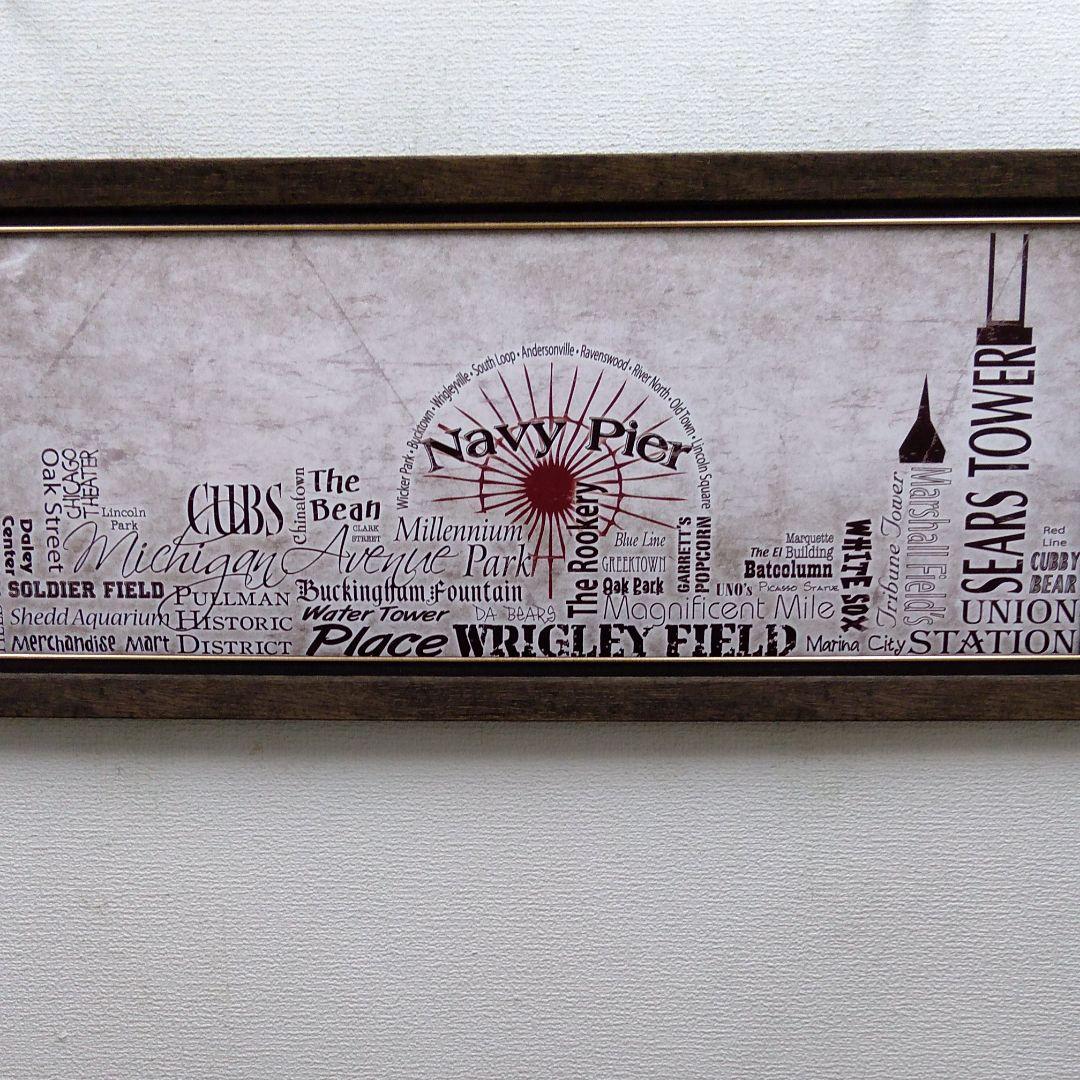 Wicker Park • Bucktown • Wrigleyville • South Loop • Andersonville • Ravenswood • River North • Old Town • Lincoln Square
Navy Pier
SEARS TOWER
Daley
Center
Oak Street
CHICAGO
THEATER
Lincoln
Park
CUBS
Chinatown
The
Bean
CLARK
STREET
Michigan Avenue
Millennium
Park
The Rookery
Blue Line
GREEKTOWN
Oak Park
GARRETT'S
POPCORN
Marquette
The El Building
Batcolumn
UNO's
Picasso Statue
WHITE SOX
Tribune Tower
Marshall Field's
Red
Line
CUBBY
BEAR
SOLDIER FIELD
Shedd Aquarium
Merchandise Mart
PULLMAN
HISTORIC
DISTRICT
Buckingham Fountain
Water Tower
Place
DA BEARS
Magnificent Mile
WRIGLEY FIELD
Marina City
UNION
STATION